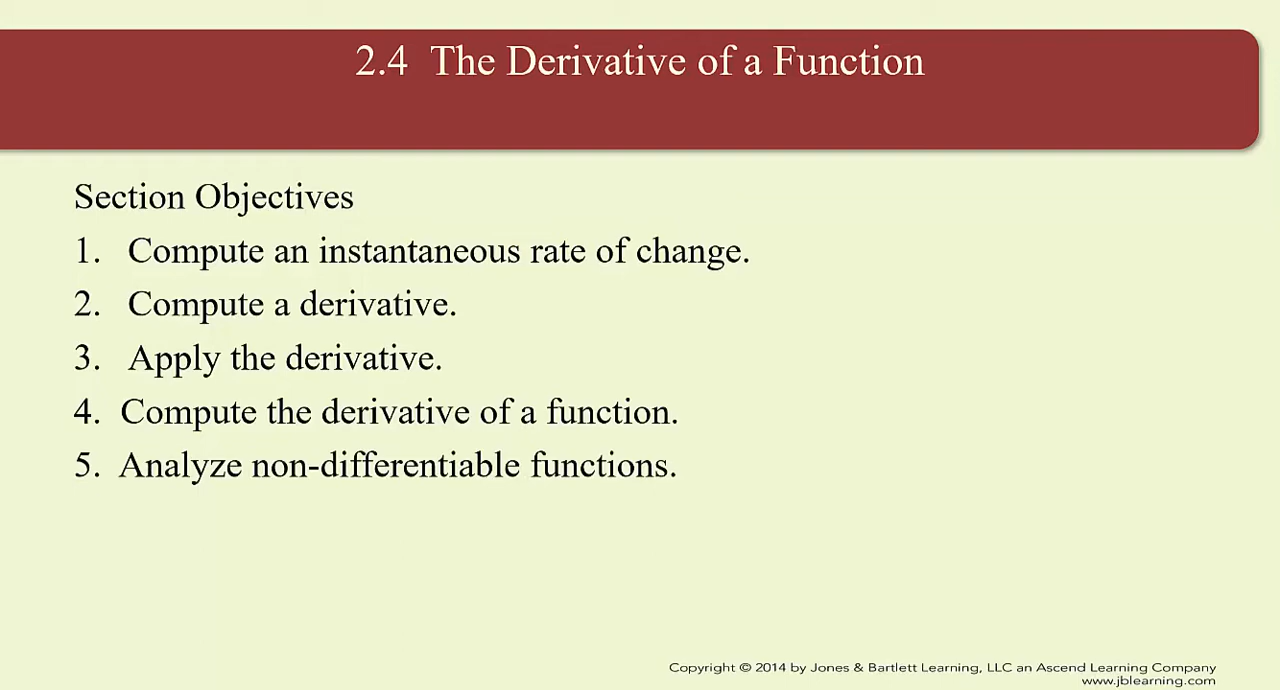 2.4 The Derivative of a Function
Section Objectives
1. Compute an instantaneous rate of change.
2. Compute a derivative.
3. Apply the derivative.
4. Compute the derivative of a function.
5. Analyze non-differentiable functions.
Copyright © 2014 by Jones & Bartlett Learning, LLC an Ascend Learning Company
www.jblearning.com